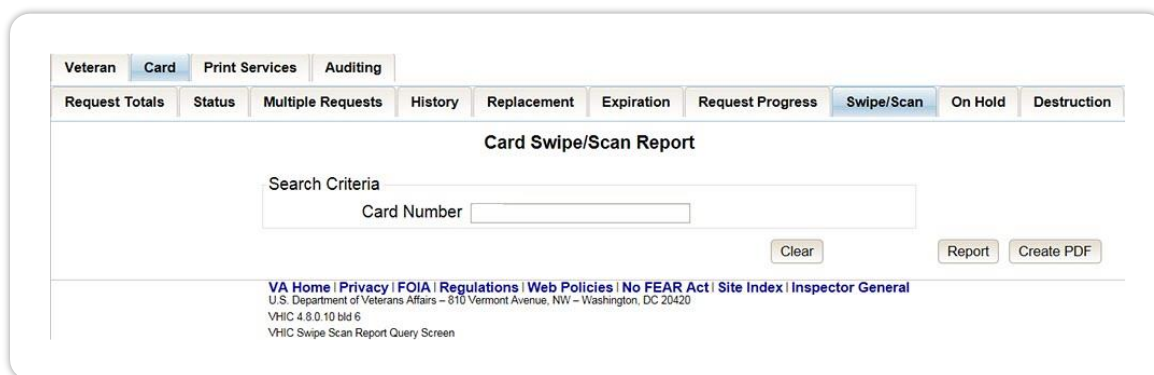 Veteran Card Print Services Auditing
Request Totals Status Multiple Requests History Replacement Expiration Request Progress Swipe/Scan On Hold Destruction
Card Swipe/Scan Report
Search Criteria
Card Number
Clear Report Create PDF
VA Home | Privacy | FOIA | Regulations | Web Policies | No FEAR Act | Site Index | Inspector General
U.S. Department of Veterans Affairs – 810 Vermont Avenue, NW – Washington, DC 20420
VHIC 4.8.0.10 bld 6
VHIC Swipe Scan Report Query Screen